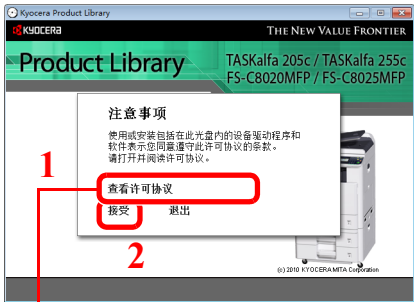 Kyocera Product Library
KYOCERA
THE NEW VALUE FRONTIER
Product Library
TASKalfa 205c / TASKalfa 255c
FS-C8020MFP / FS-C8025MFP
注意事项
使用或安装包括在此光盘内的设备驱动程序和
软件表示您同意遵守此许可协议的条款。
请打开并阅读许可协议。
1
查看许可协议
接受 退出
2
(c) 2010 KYOCERA MITA Corporation